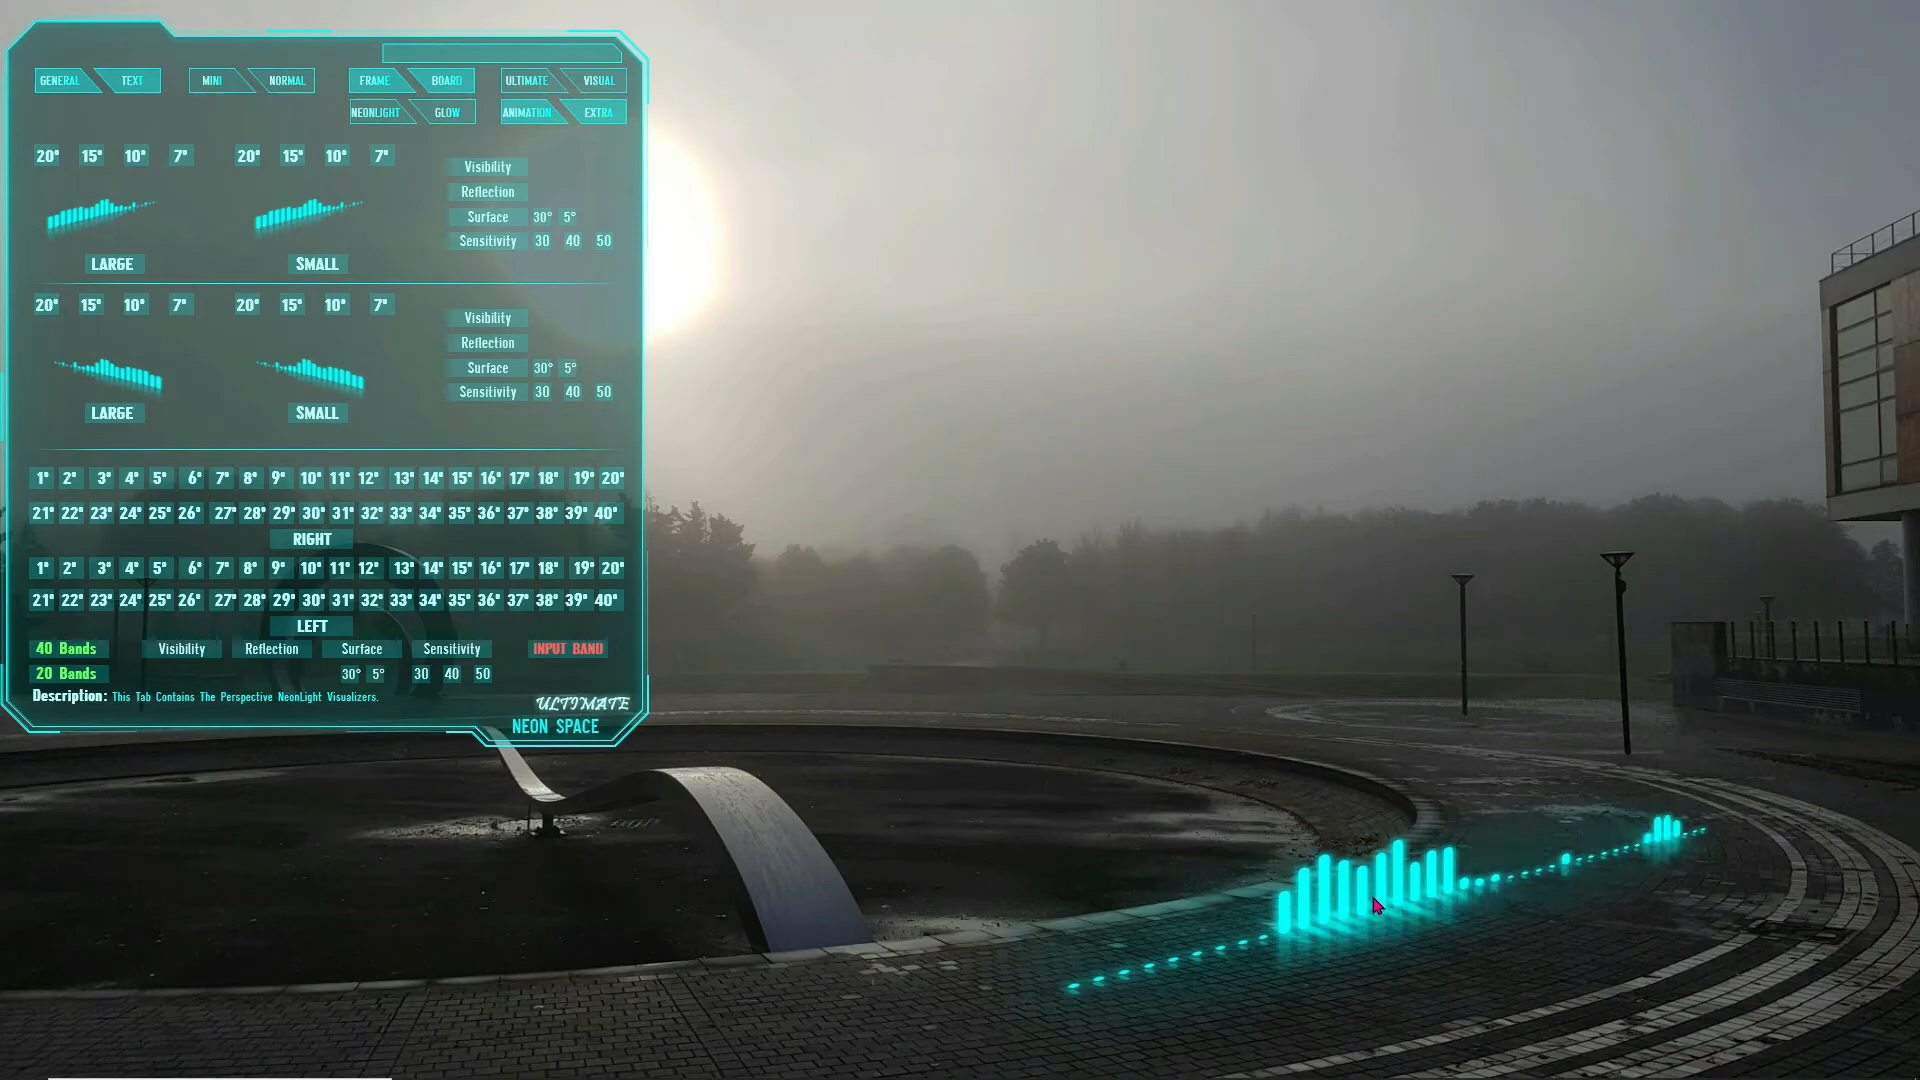 GENERAL TEXT MINI NORMAL FRAME BOARD ULTIMATE VISUAL
NEONLIGHT GLOW ANIMATION EXTRA
20° 15° 10° 7° 20° 15° 10° 7°
Visibility
Reflection
Surface 30° 5°
Sensitivity 30 40 50
LARGE SMALL
20° 15° 10° 7° 20° 15° 10° 7°
Visibility
Reflection
Surface 30° 5°
Sensitivity 30 40 50
LARGE SMALL
1° 2° 3° 4° 5° 6° 7° 8° 9° 10° 11° 12° 13° 14° 15° 16° 17° 18° 19° 20°
21° 22° 23° 24° 25° 26° 27° 28° 29° 30° 31° 32° 33° 34° 35° 36° 37° 38° 39° 40°
RIGHT
1° 2° 3° 4° 5° 6° 7° 8° 9° 10° 11° 12° 13° 14° 15° 16° 17° 18° 19° 20°
21° 22° 23° 24° 25° 26° 27° 28° 29° 30° 31° 32° 33° 34° 35° 36° 37° 38° 39° 40°
LEFT
40 Bands Visibility Reflection Surface Sensitivity INPUT BAND
20 Bands 30° 5° 30 40 50
Description: This Tab Contains The Perspective NeonLight Visualizers.
ULTIMATE
NEON SPACE